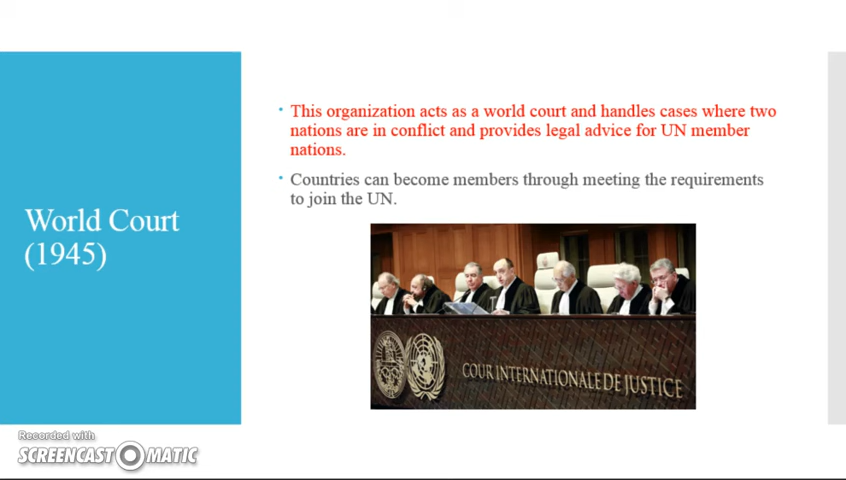 This organization acts as a world court and handles cases where two
nations are in conflict and provides legal advice for UN member
nations.
Countries can become members through meeting the requirements
to join the UN.
World Court
(1945)
COUR INTERNATIONALE DE JUSTICE
Recorded with
SCREENCAST-O-MATIC